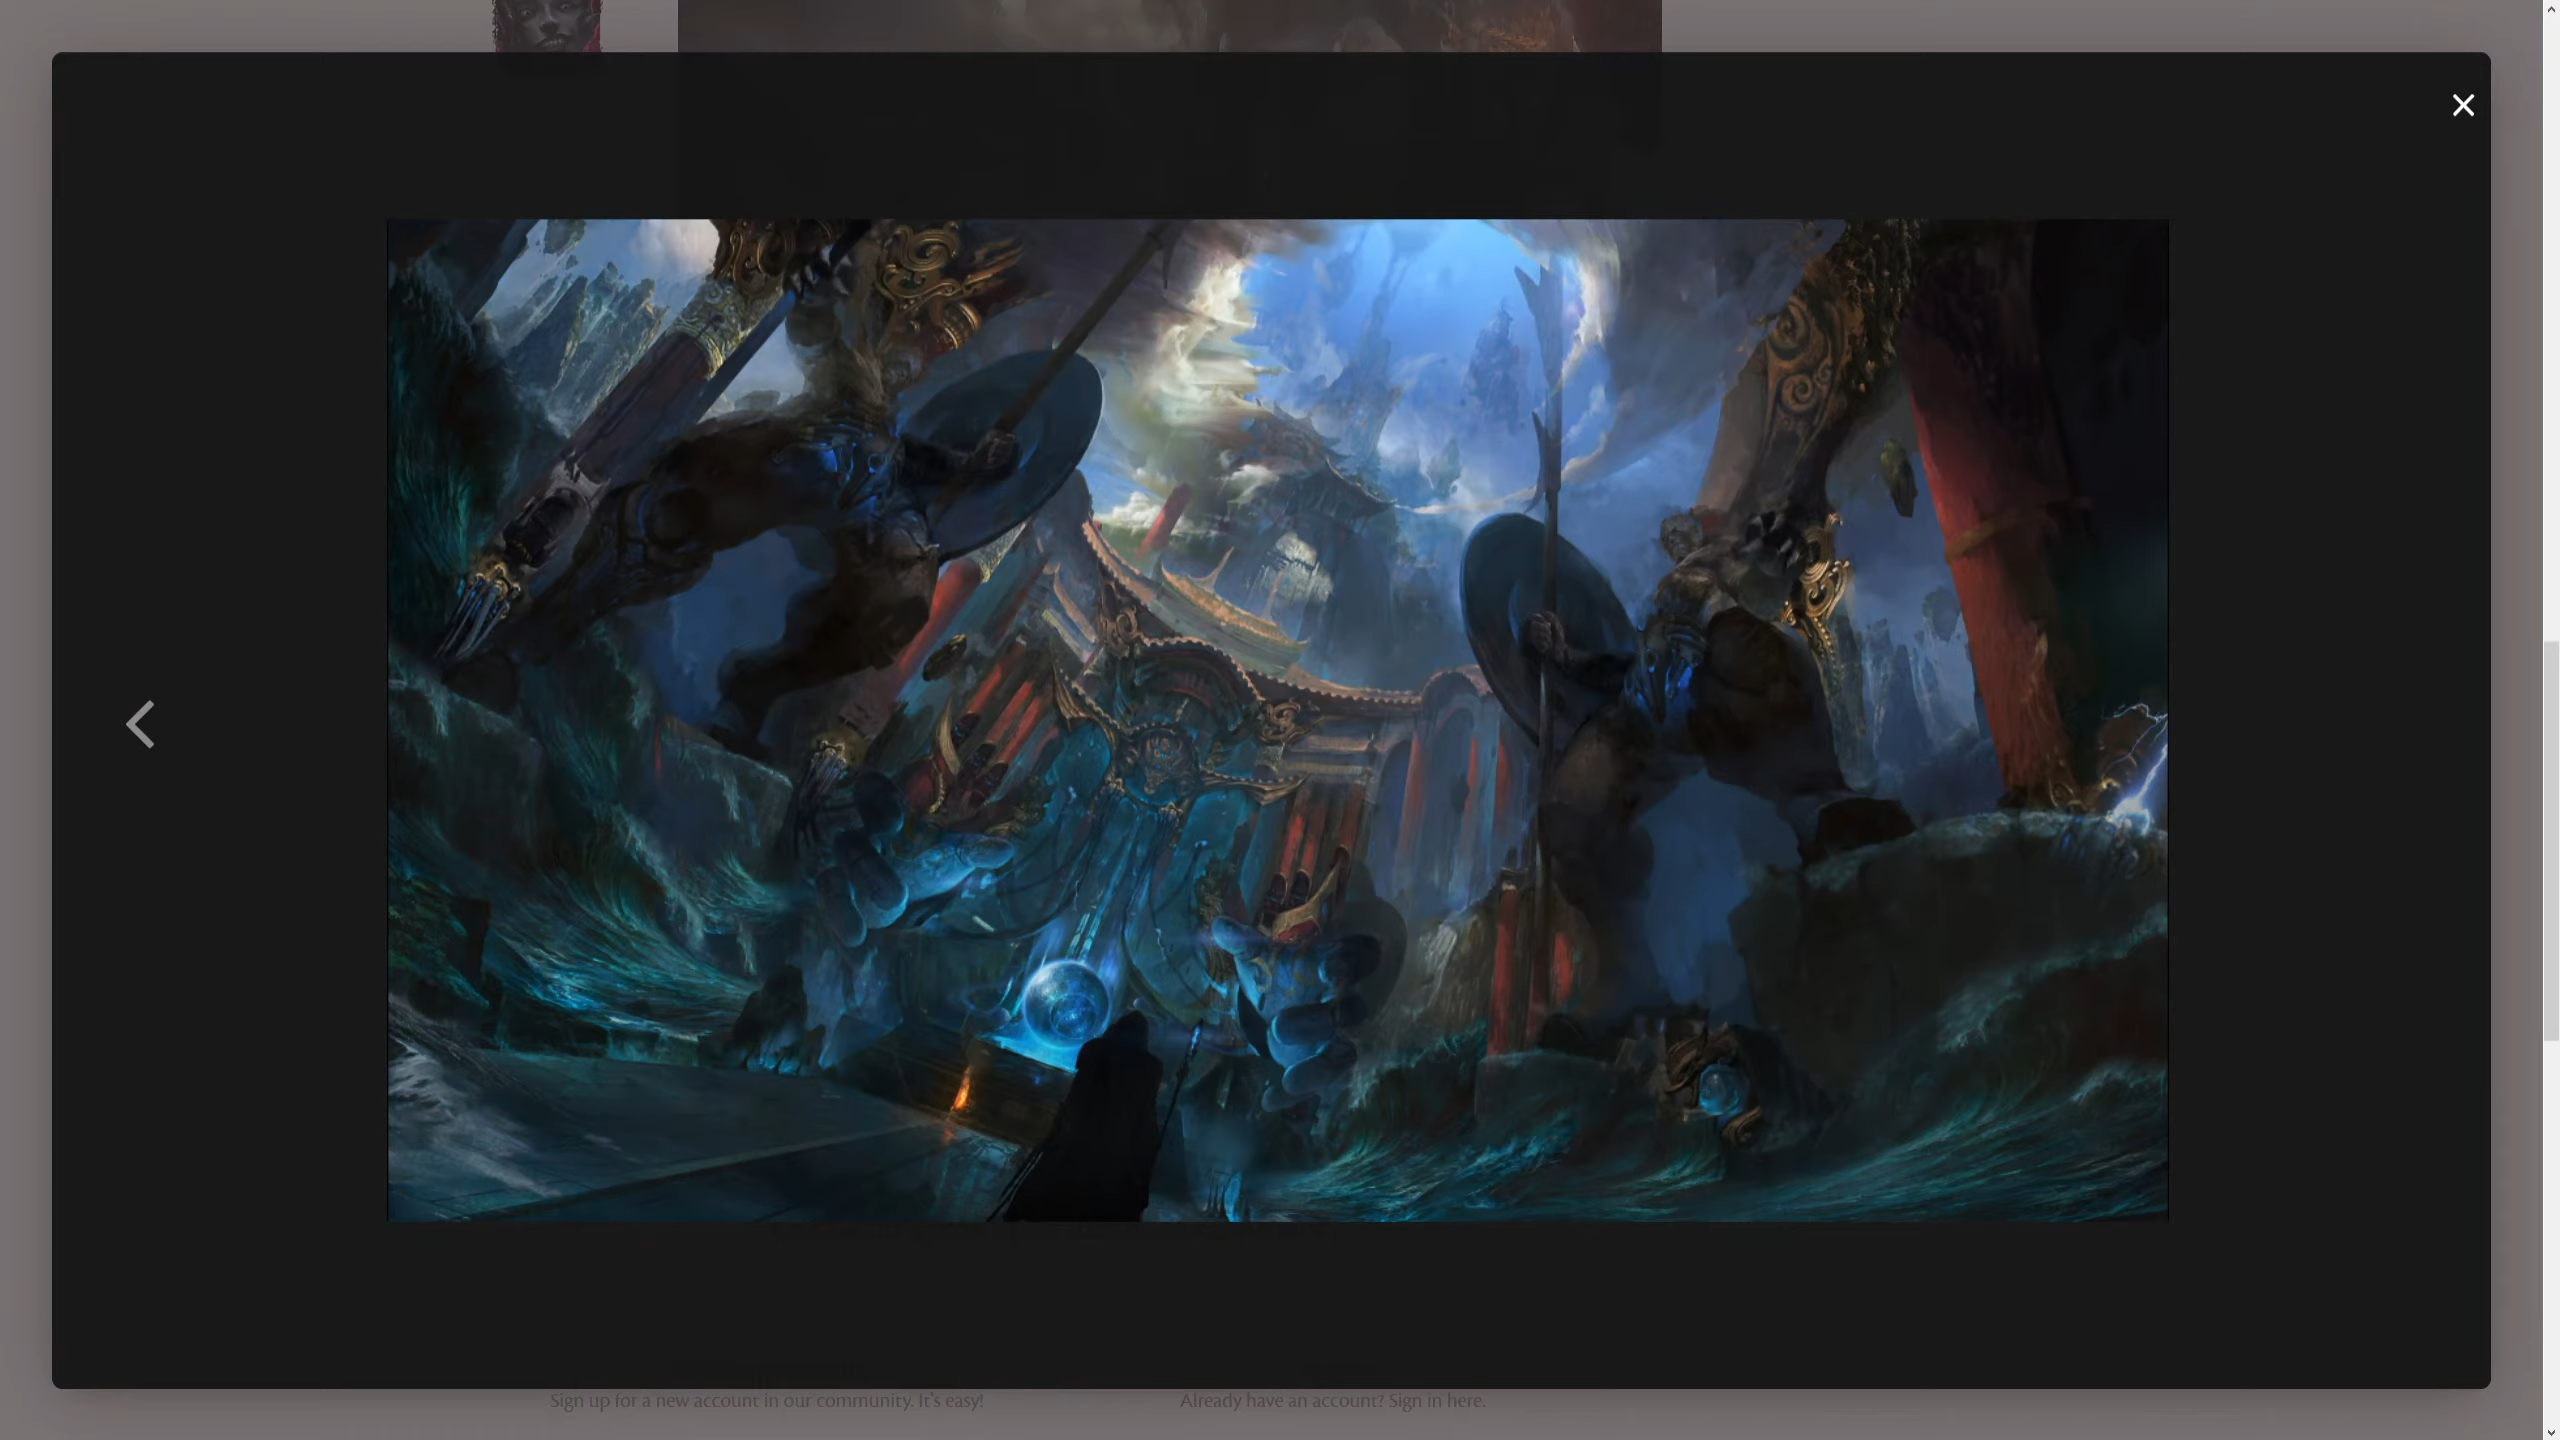 Sign up for a new account in our community. It's easy!
Already have an account? Sign in here.